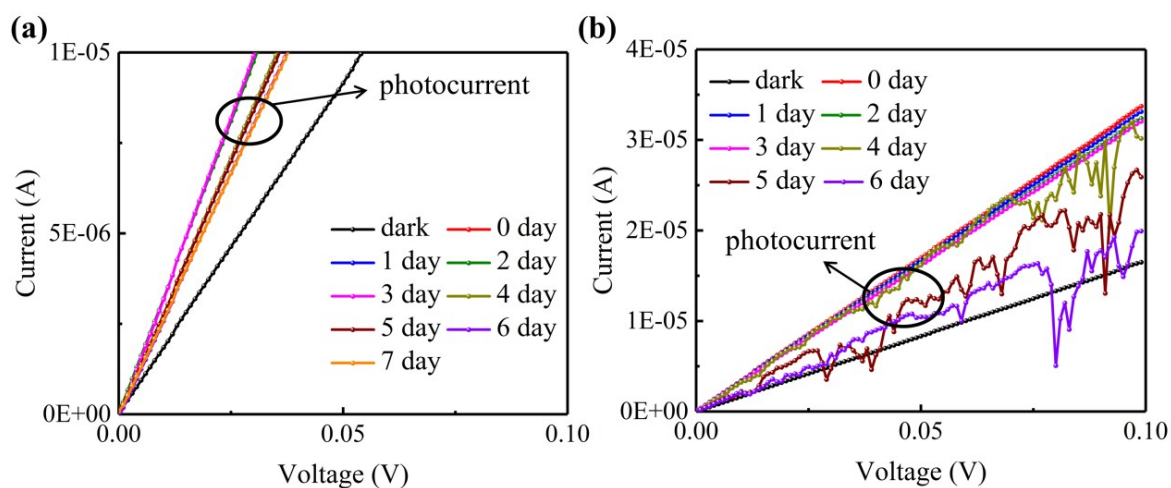 (a)
1E-05
5E-06
0E+00
Current (A)
photocurrent
dark 0 day
1 day 2 day
3 day 4 day
5 day 6 day
7 day
0.00 0.05 0.10
Voltage (V)
(b)
4E-05
3E-05
2E-05
1E-05
0E+00
Current (A)
dark 0 day
1 day 2 day
3 day 4 day
5 day 6 day
photocurrent
0.00 0.05 0.10
Voltage (V)